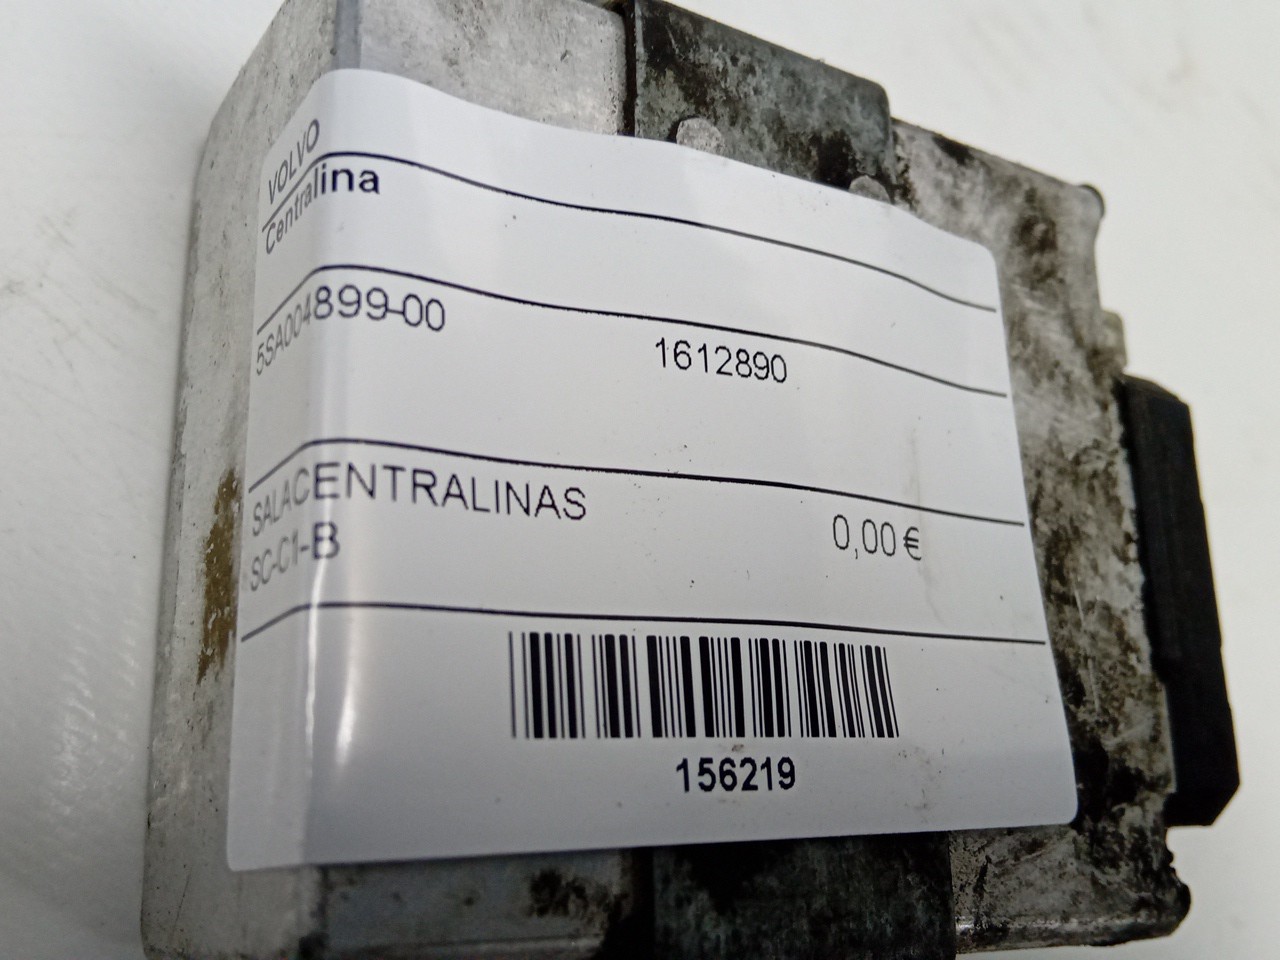 VOLVO
Centralina
5SA004899-00
1612890
SALACENTRALINAS
SC-C1-B
0,00€
156219